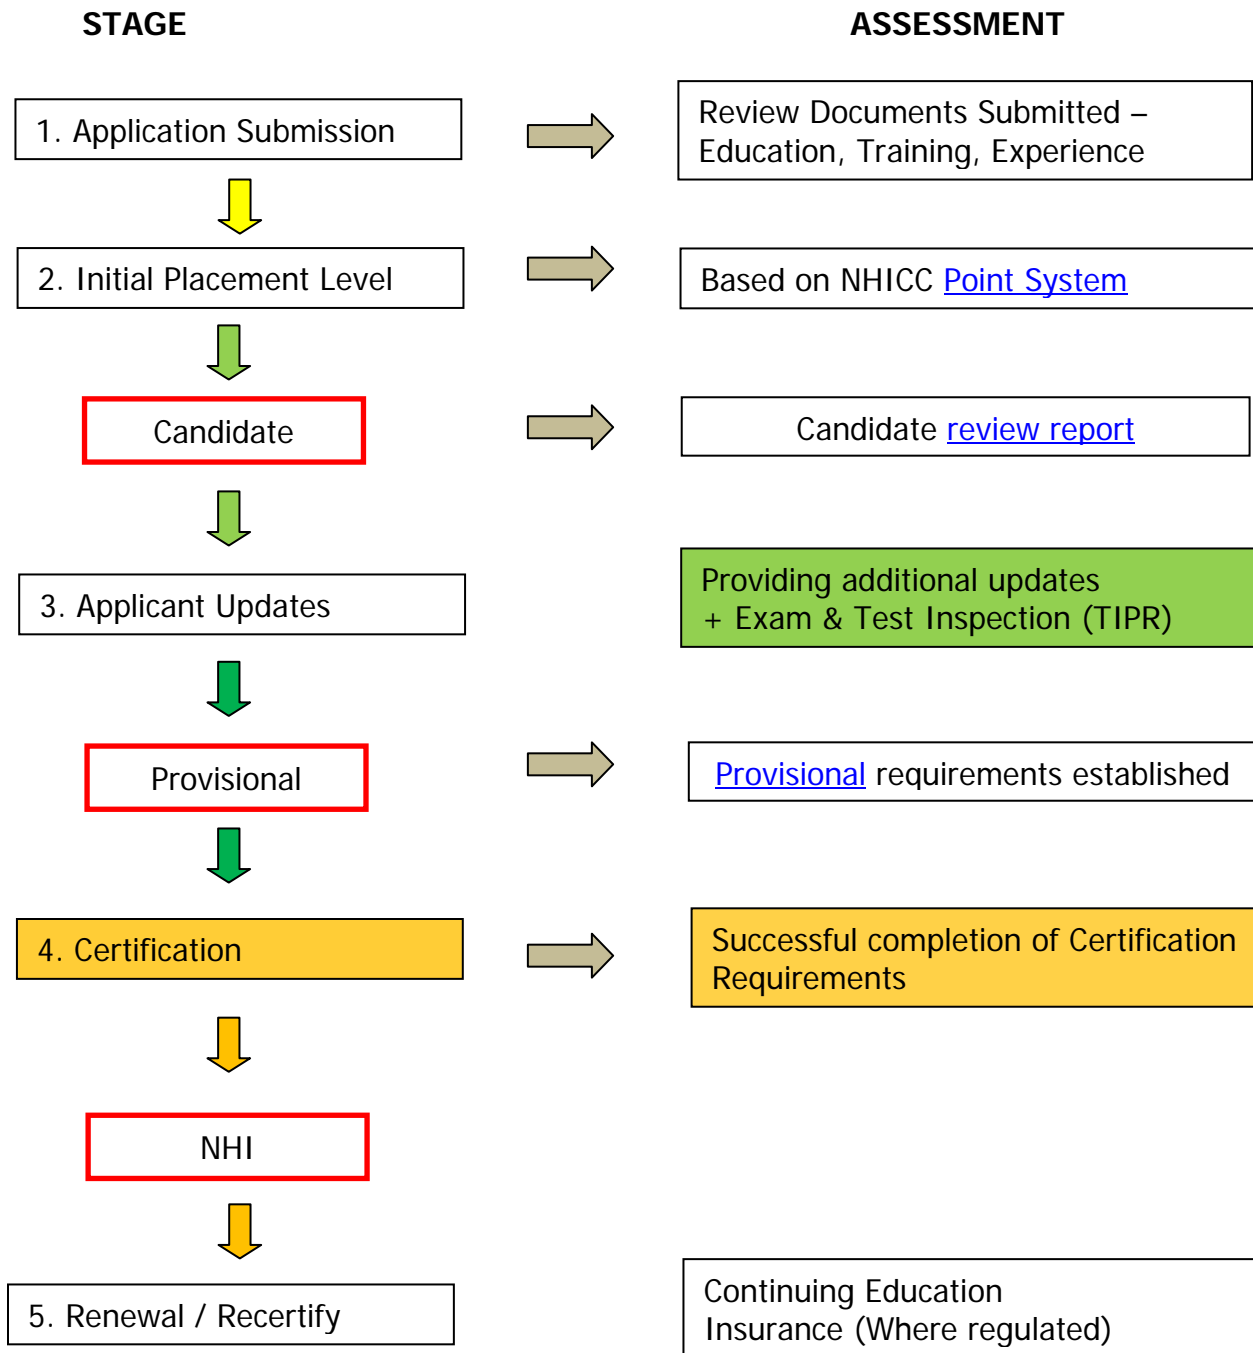 STAGE
ASSESSMENT
1. Application Submission
Review Documents Submitted –
Education, Training, Experience
2. Initial Placement Level
Based on NHICC Point System
Candidate
Candidate review report
3. Applicant Updates
Providing additional updates
+ Exam & Test Inspection (TIPR)
Provisional
Provisional requirements established
4. Certification
Successful completion of Certification
Requirements
NHI
5. Renewal / Recertify
Continuing Education
Insurance (Where regulated)